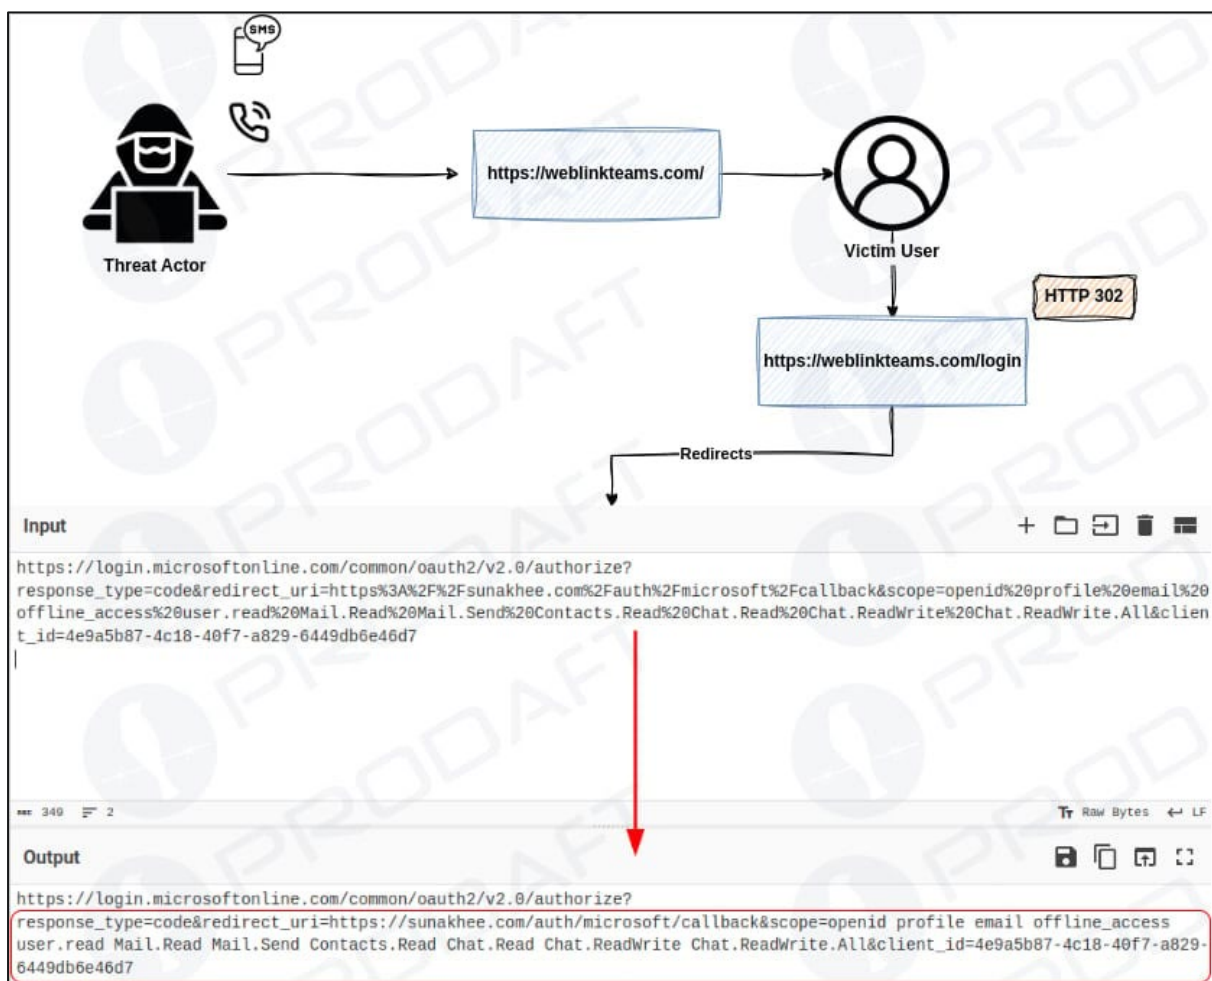 SMS
https://weblinkteams.com/
Threat Actor
Victim User
HTTP 302
https://weblinkteams.com/login
Redirects
Input
https://login.microsoftonline.com/common/oauth2/v2.0/authorize?
response_type=code&redirect_uri=https%3A%2F%2Fsunakhee.com%2Fauth%2Fmicrosoft%2Fcallback&scope=openid%20profile%20email%20
offline_access%20user.read%20Mail.Read%20Mail.Send%20Contacts.Read%20Chat.Read%20Chat.ReadWrite%20Chat.ReadWrite.All&clien
t_id=4e9a5b87-4c18-40f7-a829-6449db6e46d7
349 2 Raw Bytes LF
Output
https://login.microsoftonline.com/common/oauth2/v2.0/authorize?
response_type=code&redirect_uri=https://sunakhee.com/auth/microsoft/callback&scope=openid profile email offline_access
user.read Mail.Read Mail.Send Contacts.Read Chat.Read Chat.ReadWrite Chat.ReadWrite.All&client_id=4e9a5b87-4c18-40f7-a829-
6449db6e46d7
PRODAFT